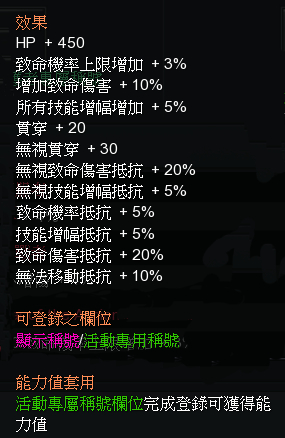 效果
HP + 450
致命機率上限增加 + 3%
增加致命傷害 + 10%
所有技能增幅增加 + 5%
貫穿 + 20
無視貫穿 + 30
無視致命傷害抵抗 + 20%
無視技能增幅抵抗 + 5%
致命機率抵抗 + 5%
技能增幅抵抗 + 5%
致命傷害抵抗 + 20%
無法移動抵抗 + 10%
可登錄之欄位
顯示稱號/活動專用稱號
能力值套用
活動專屬稱號欄位完成登錄可獲得能
力值